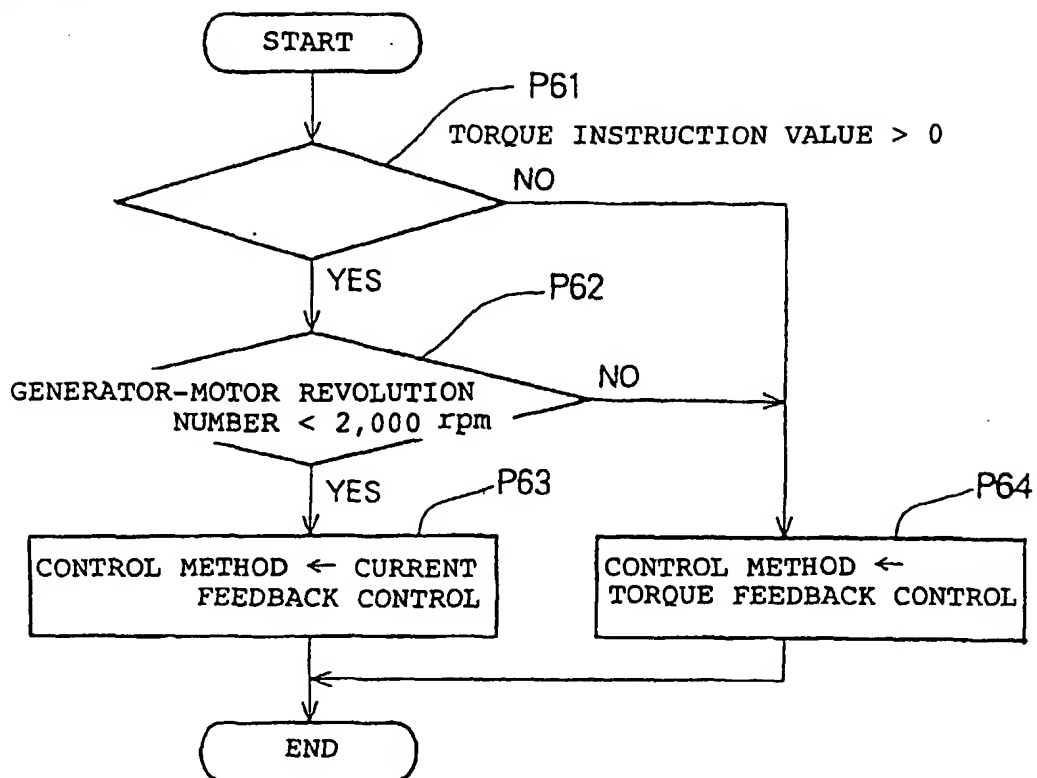 START
P61
TORQUE INSTRUCTION VALUE > 0
NO
YES
P62
GENERATOR-MOTOR REVOLUTION
NUMBER < 2,000 rpm
NO
YES
P63
CONTROL METHOD ← CURRENT
FEEDBACK CONTROL
P64
CONTROL METHOD ←
TORQUE FEEDBACK CONTROL
END